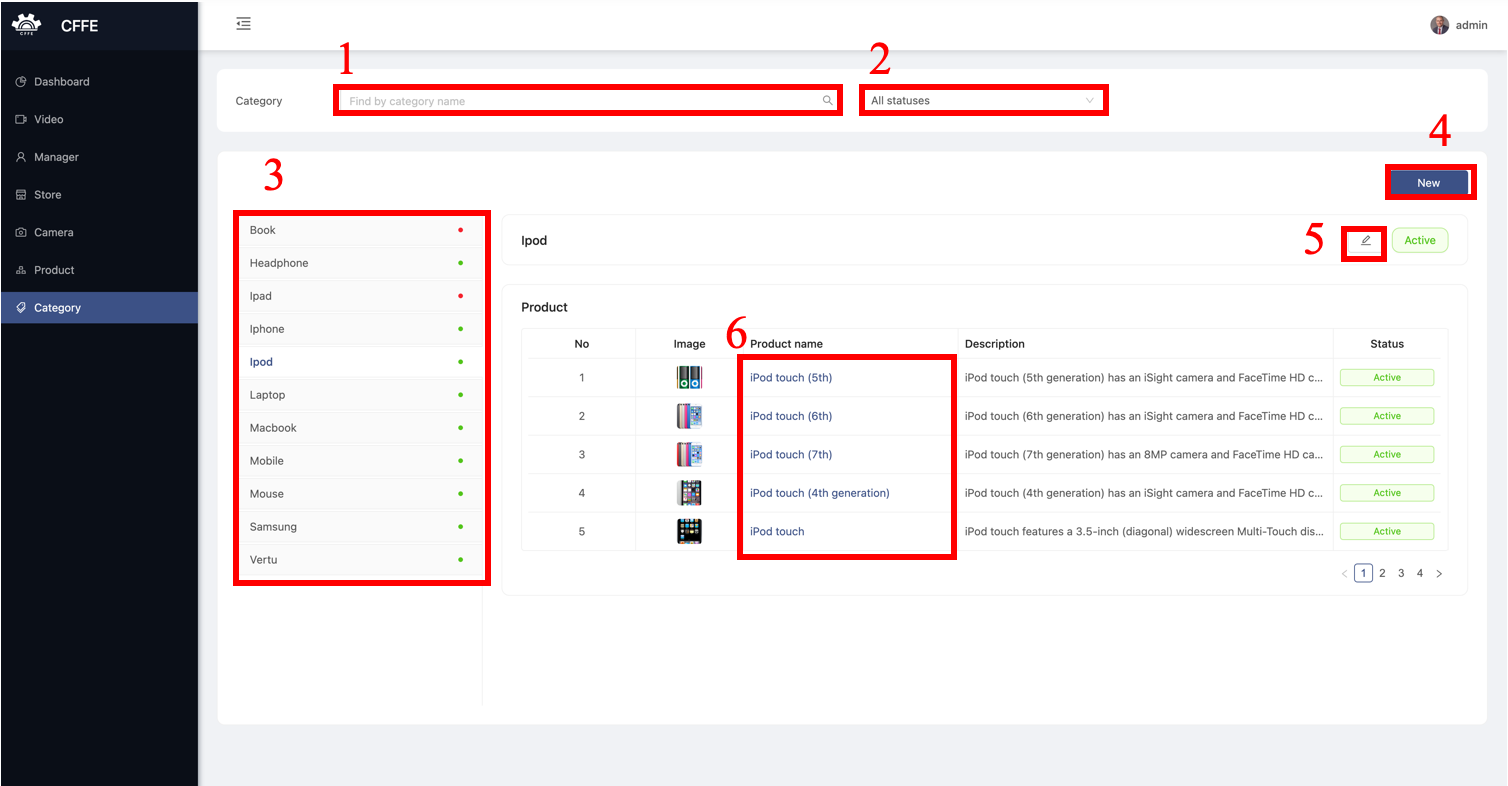 CFFE
CFFE
admin
Dashboard
Video
Manager
Store
Camera
Product
Category
1
2
Category
Find by category name
All statuses
4
New
3
Book
Headphone
Ipad
Iphone
Ipod
Laptop
Macbook
Mobile
Mouse
Samsung
Vertu
Ipod
5
Active
Product
6
No Image Product name Description Status
1 iPod touch (5th) iPod touch (5th generation) has an iSight camera and FaceTime HD c... Active
2 iPod touch (6th) iPod touch (6th generation) has an iSight camera and FaceTime HD c... Active
3 iPod touch (7th) iPod touch (7th generation) has an 8MP camera and FaceTime HD ca... Active
4 iPod touch (4th generation) iPod touch (4th generation) has an iSight camera and FaceTime HD c... Active
5 iPod touch iPod touch features a 3.5-inch (diagonal) widescreen Multi-Touch dis... Active
< 1 2 3 4 >